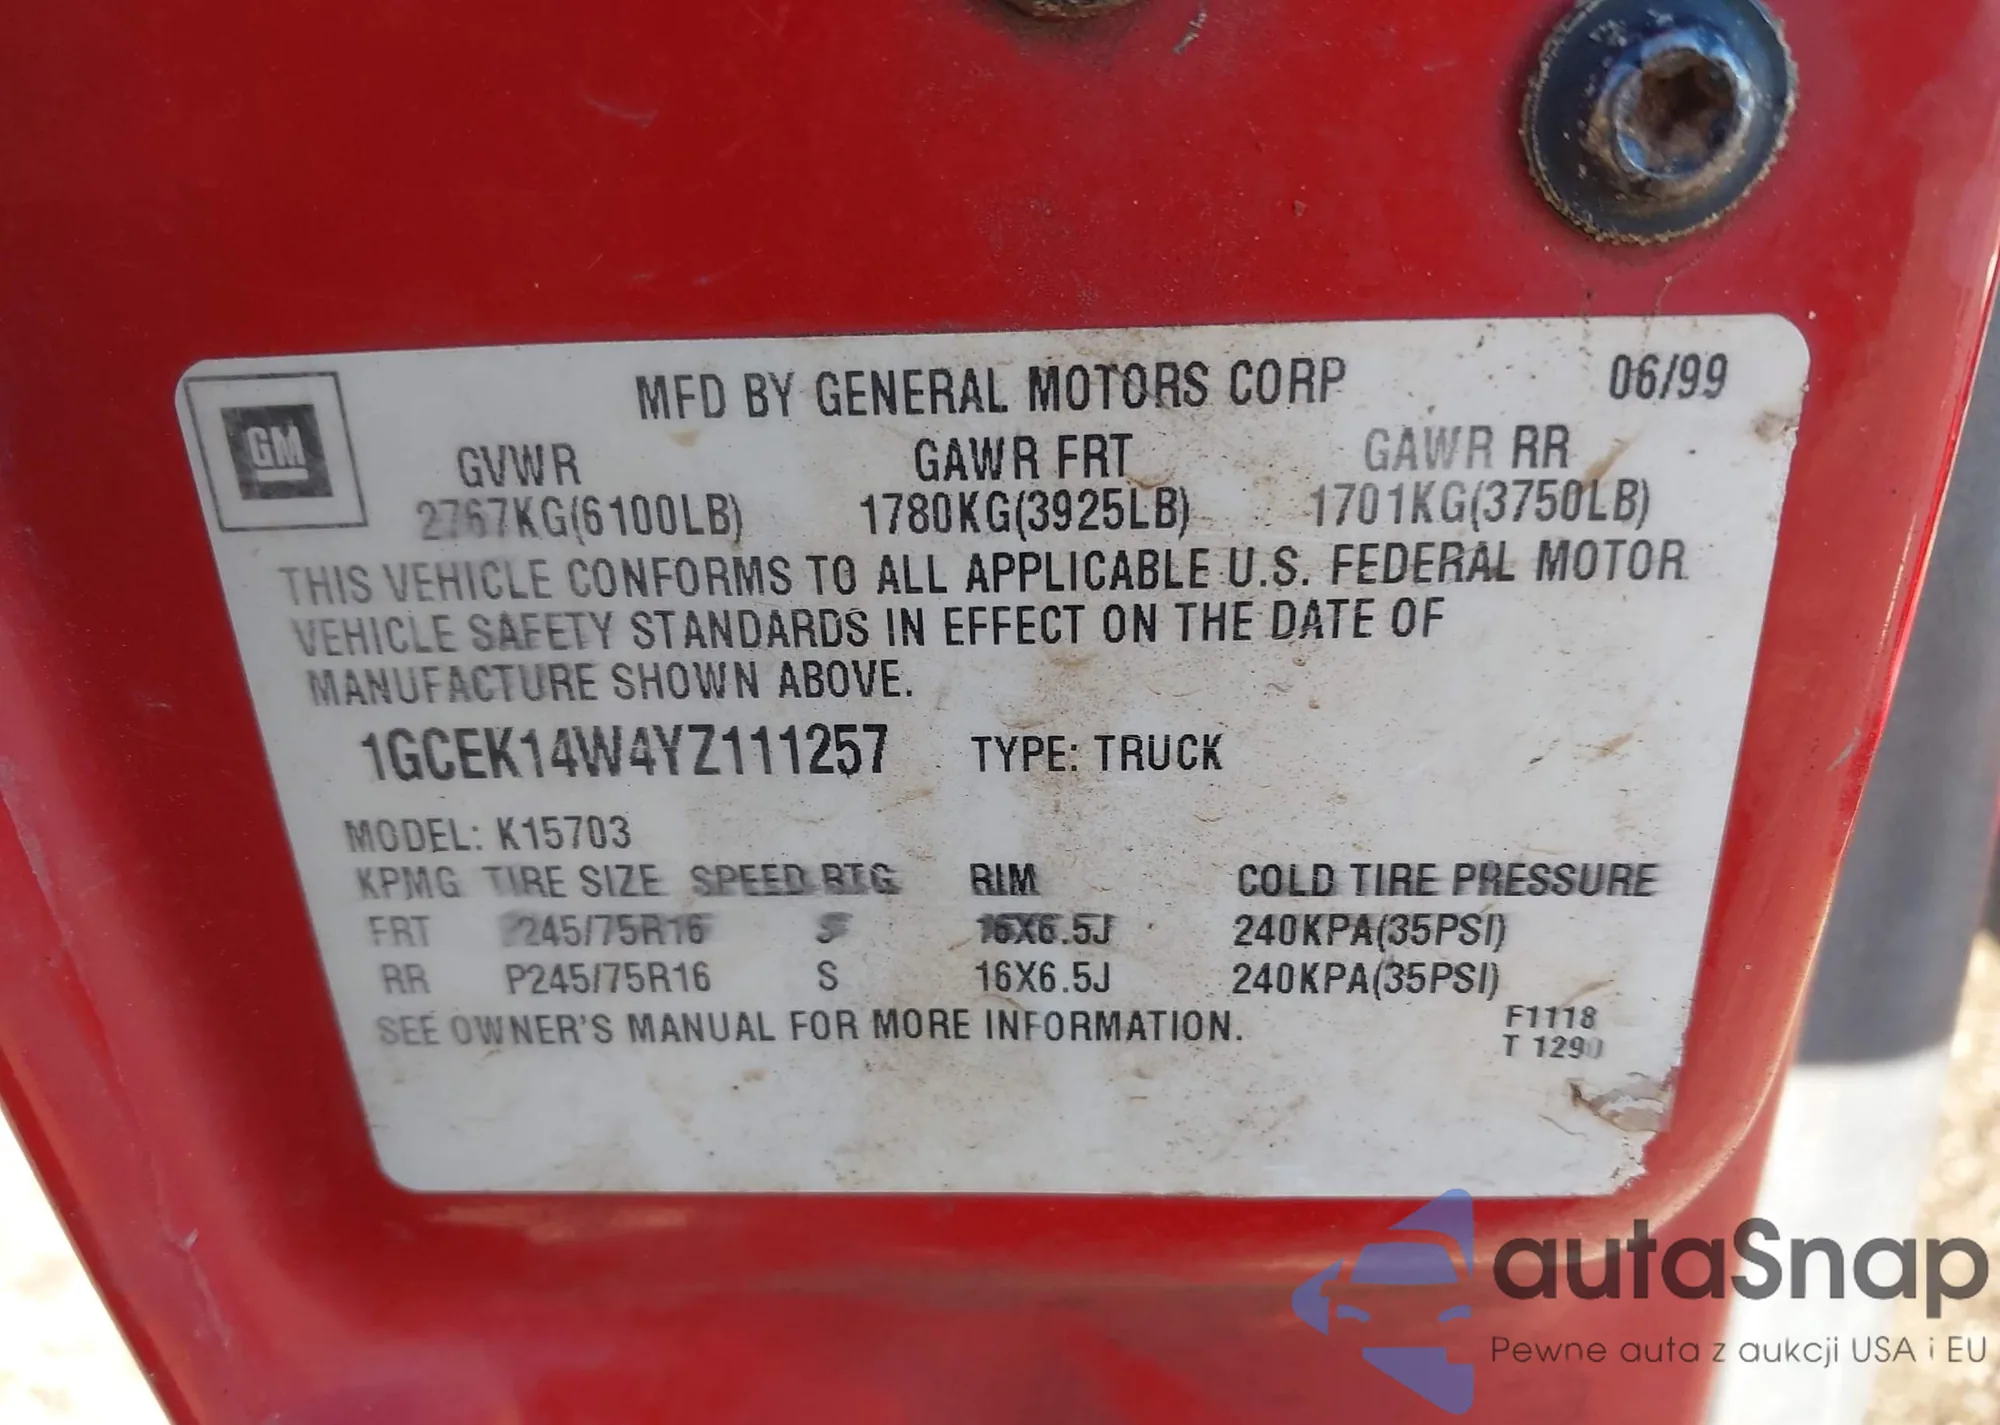 MFD BY GENERAL MOTORS CORP 06/99
GM
GVWR GAWR FRT GAWR RR
2767KG(6100LB) 1780KG(3925LB) 1701KG(3750LB)
THIS VEHICLE CONFORMS TO ALL APPLICABLE U.S. FEDERAL MOTOR
VEHICLE SAFETY STANDARDS IN EFFECT ON THE DATE OF
MANUFACTURE SHOWN ABOVE.
1GCEK14W4YZ111257 TYPE: TRUCK
MODEL: K15703
KPMG TIRE SIZE SPEED RTG RIM COLD TIRE PRESSURE
FRT P245/75R16 S 16X6.5J 240KPA(35PSI)
RR P245/75R16 S 16X6.5J 240KPA(35PSI)
SEE OWNER'S MANUAL FOR MORE INFORMATION.
F1118
T 1290
autaSnap
Pewne auta z aukcji USA i EU